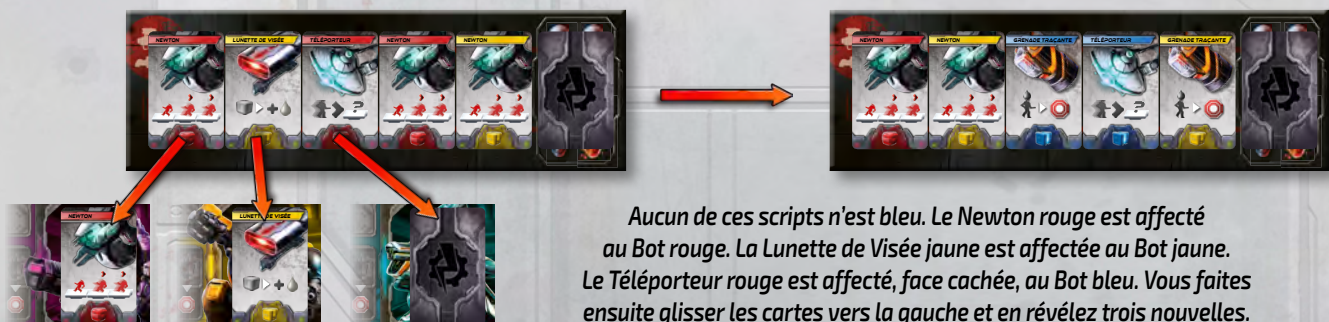 NEWTON
LUNETTE DE VISÉE
TÉLÉPORTEUR
NEWTON
NEWTON
NEWTON
NEWTON
GRENADE TRAÇANTE
TÉLÉPORTEUR
GRENADE TRAÇANTE
NEWTON
LUNETTE DE VISÉE
Aucun de ces scripts n'est bleu. Le Newton rouge est affecté
au Bot rouge. La Lunette de Visée jaune est affectée au Bot jaune.
Le Téléporteur rouge est affecté, face cachée, au Bot bleu. Vous faites
ensuite glisser les cartes vers la gauche et en révélez trois nouvelles.